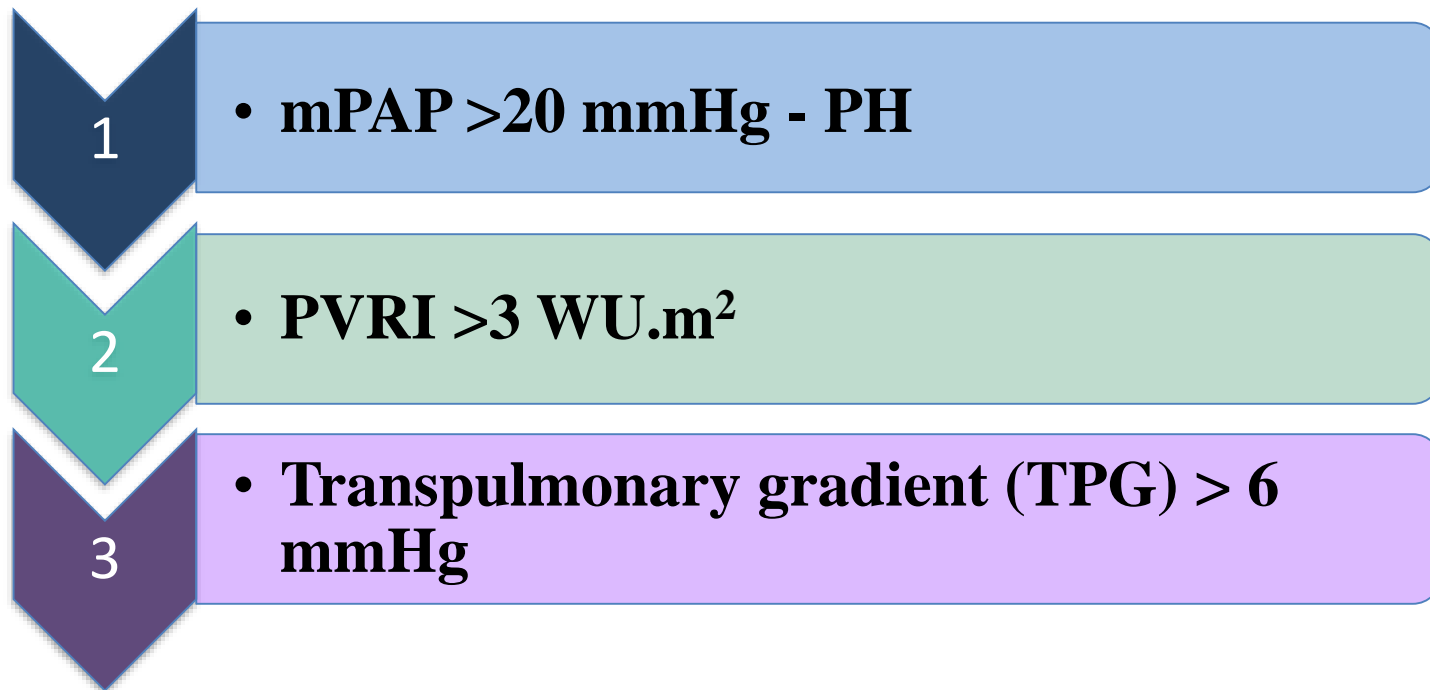 1
• mPAP >20 mmHg - PH
2
• PVRI >3 WU.m²
3
• Transpulmonary gradient (TPG) > 6
mmHg